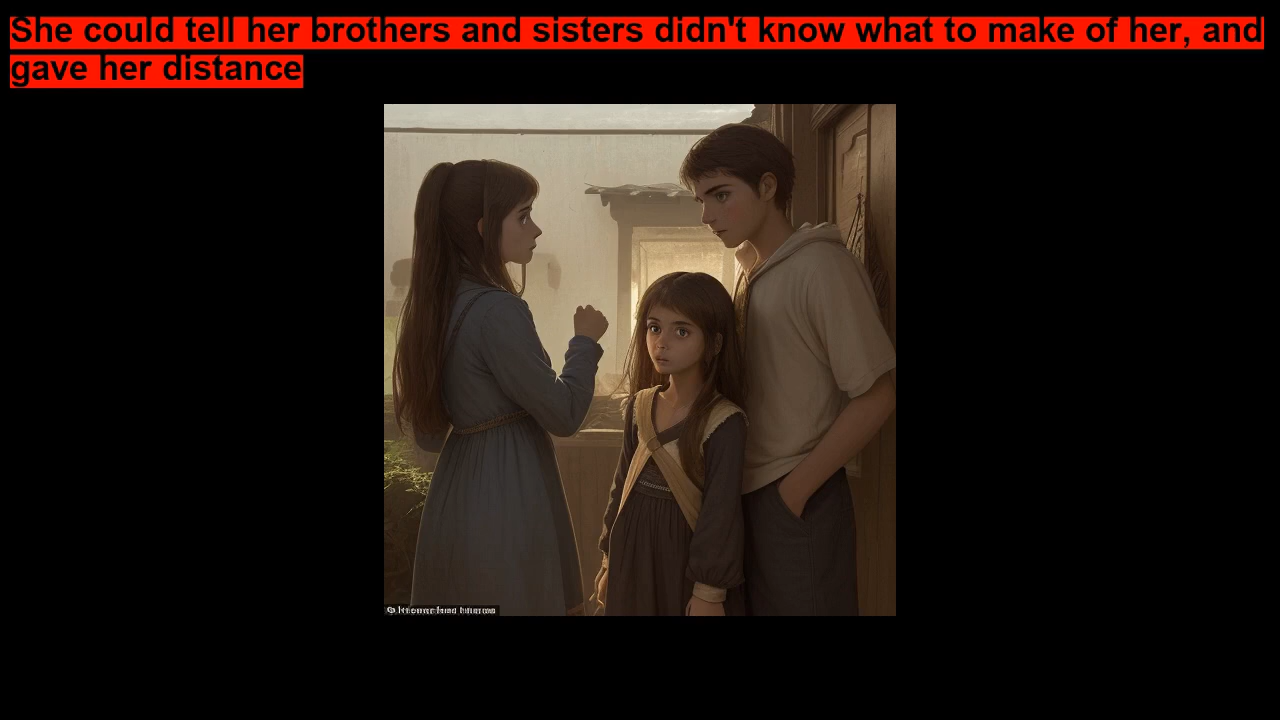 She could tell her brothers and sisters didn't know what to make of her, and
gave her distance